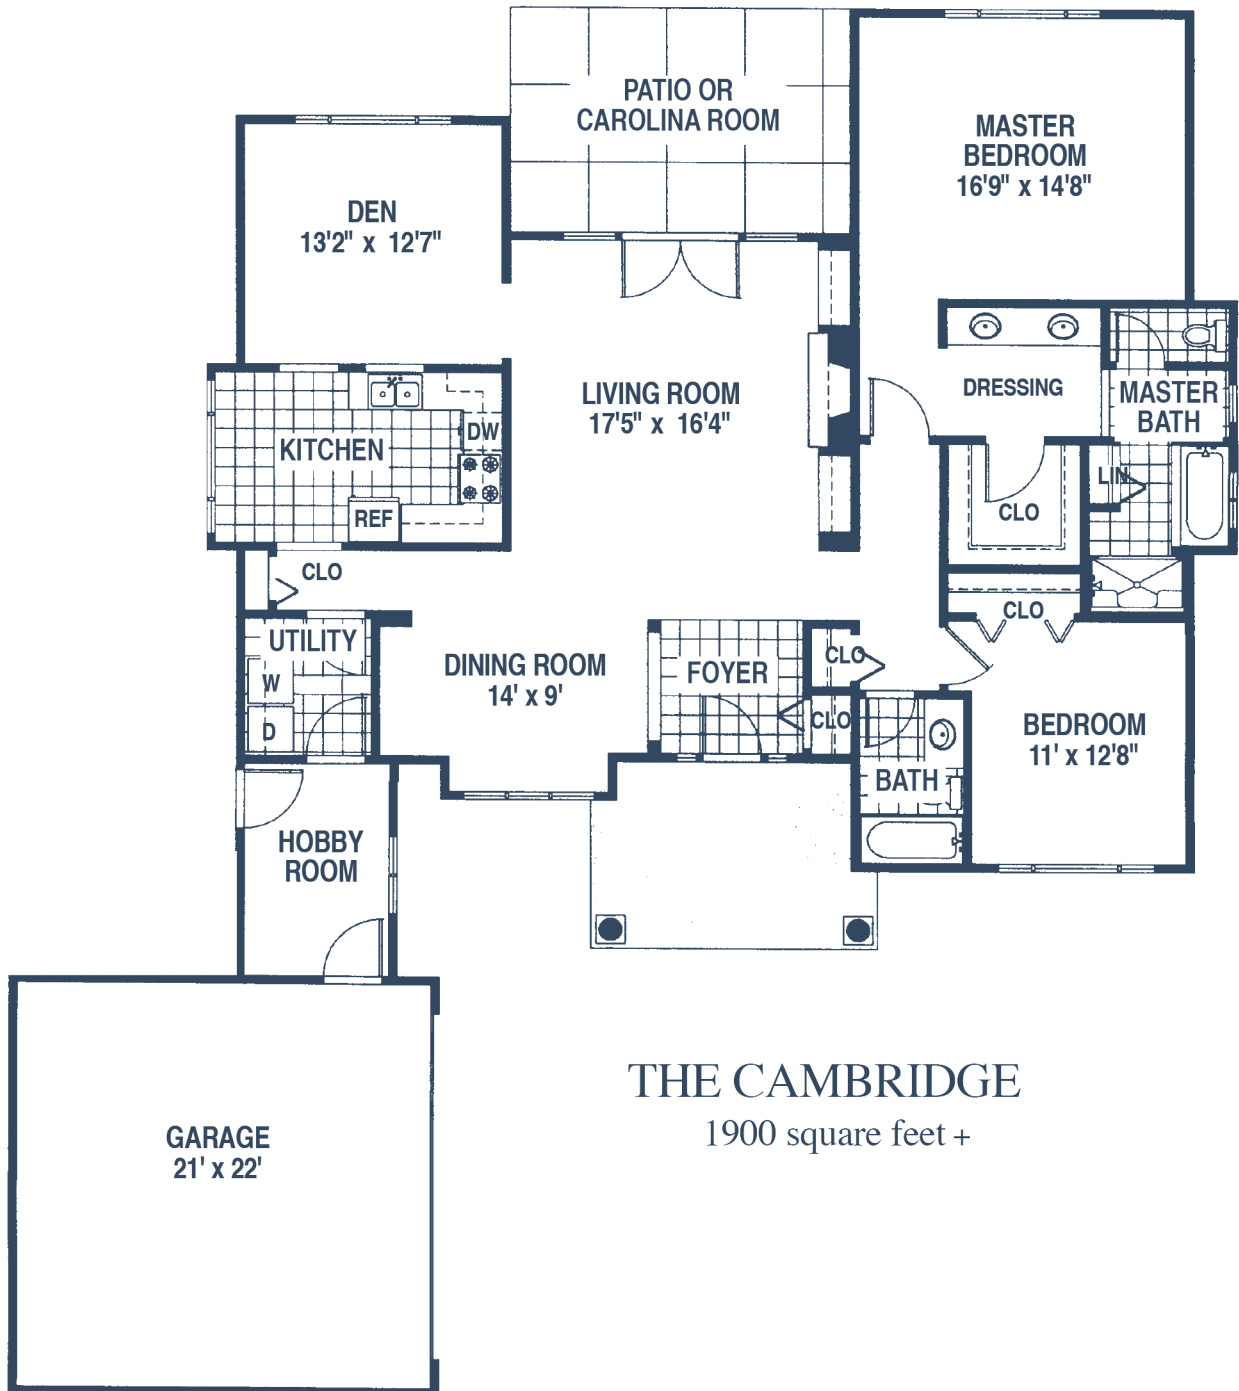 PATIO OR
CAROLINA ROOM
MASTER
BEDROOM
16'9" x 14'8"
DEN
13'2" x 12'7"
LIVING ROOM
17'5" x 16'4"
DRESSING
MASTER
BATH
KITCHEN
DW
REF
LIN
CLO
CLO
CLO
UTILITY
W
D
DINING ROOM
14' x 9'
FOYER
CLO
CLO
BEDROOM
11' x 12'8"
BATH
HOBBY
ROOM
THE CAMBRIDGE
1900 square feet +
GARAGE
21' x 22'